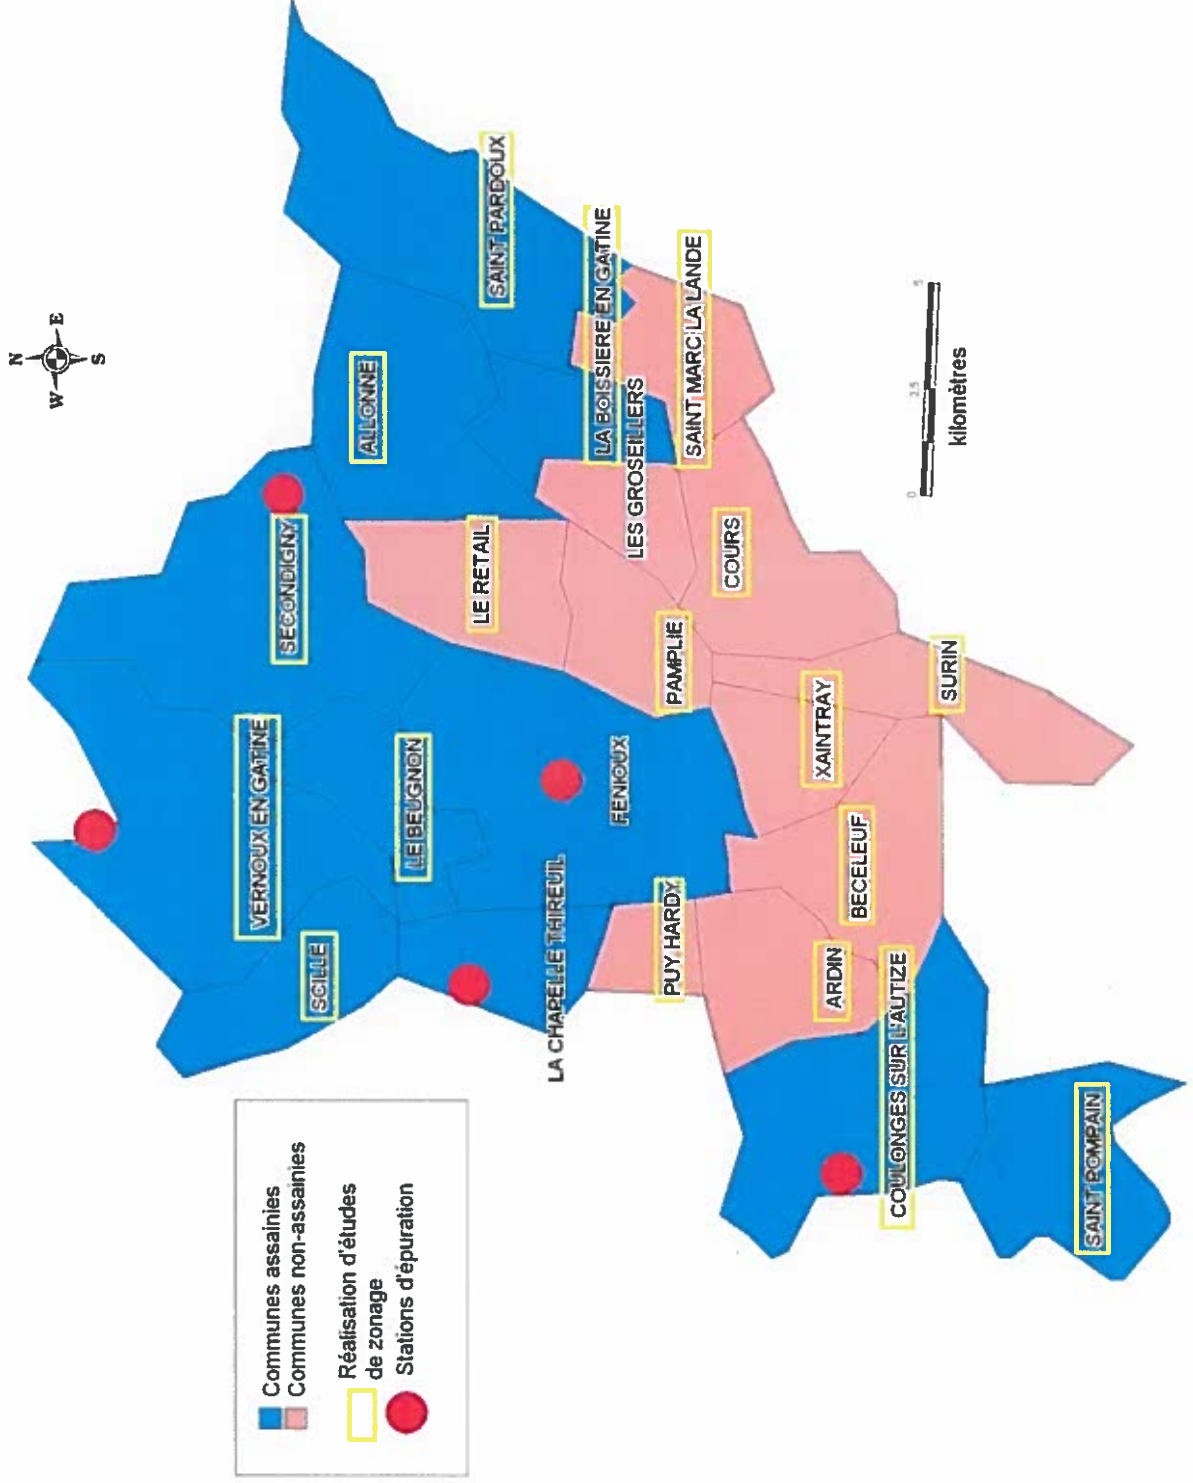 N
W
E
S
SAINT PARDOUX
ALLONNE
LA BOISSIERE EN GATINE
SAINT MARC LA LANDE
LES GROSEILLERS
SECONDIGNY
LE RETAIL
COURS
PAMPLIE
SURIN
XAINTRAY
VERNOUX EN GATINE
LE BEUGNON
FENIOUX
BECELEUF
SCILLE
LA CHAPELLE THIREUIL
PUY HARDY
ARDIN
COULONGES SUR L'AUTIZE
SAINT POMPAIN
0
2.5
5
kilomètres
Communes assainies
Communes non-assainies
Réalisation d'études
de zonage
Stations d'épuration